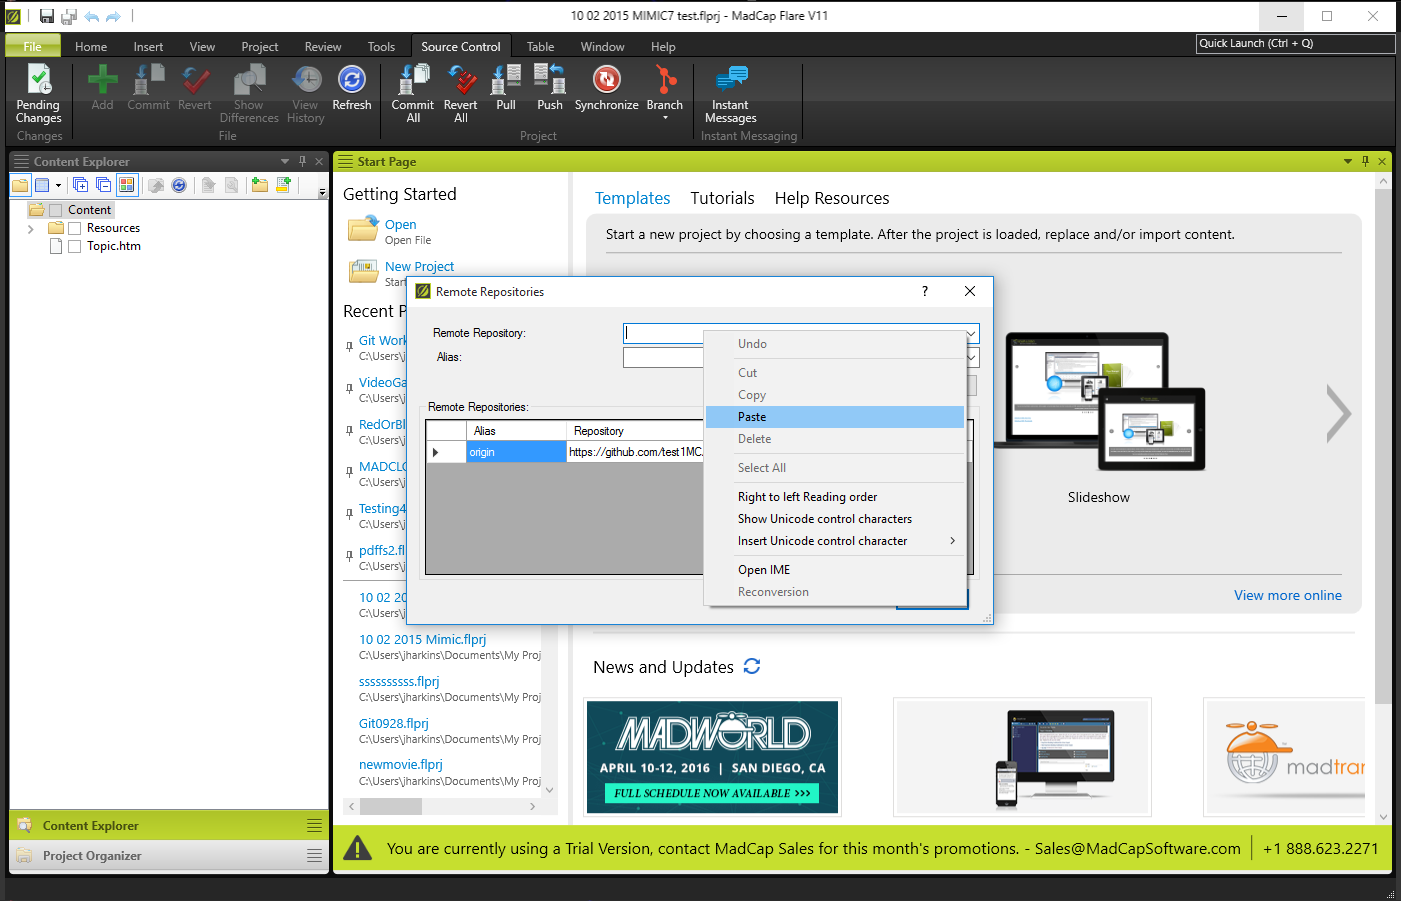 10 02 2015 MIMIC7 test.flprj - MadCap Flare V11
File
Home
Insert
View
Project
Review
Tools
Source Control
Table
Window
Help
Quick Launch (Ctrl + Q)
Pending
Changes
Add
Commit
Revert
Show
Differences
View
History
Refresh
Commit
All
Revert
All
Pull
Push
Synchronize
Branch
Instant
Messages
Changes
File
Project
Instant Messaging
Content Explorer
Content
Resources
Topic.htm
Content Explorer
Project Organizer
Start Page
Getting Started
Open
Open File
New Project
Start
Recent P
Git Work
C:\Users\j
VideoGa
C:\Users\j
RedOrBl
C:\Users\j
MADCLO
C:\Users\j
Testing4
C:\Users\j
pdffs2.fl
C:\Users\j
10 02 20
C:\Users\j
10 02 2015 Mimic.flprj
C:\Users\jharkins\Documents\My Proj
ssssssssss.flprj
C:\Users\jharkins\Documents\My Proj
Git0928.flprj
C:\Users\jharkins\Documents\My Proj
newmovie.flprj
C:\Users\jharkins\Documents\My Proj
Templates
Tutorials
Help Resources
Start a new project by choosing a template. After the project is loaded, replace and/or import content.
Slideshow
View more online
Remote Repositories
?
Remote Repository:
Alias:
Remote Repositories:
Alias
Repository
origin
https://github.com/test1MC.
Undo
Cut
Copy
Paste
Delete
Select All
Right to left Reading order
Show Unicode control characters
Insert Unicode control character
Open IME
Reconversion
News and Updates
MADWORLD
APRIL 10-12, 2016 | SAN DIEGO, CA
FULL SCHEDULE NOW AVAILABLE >>>
madtran
You are currently using a Trial Version, contact MadCap Sales for this month's promotions. - Sales@MadCapSoftware.com
+1 888.623.2271